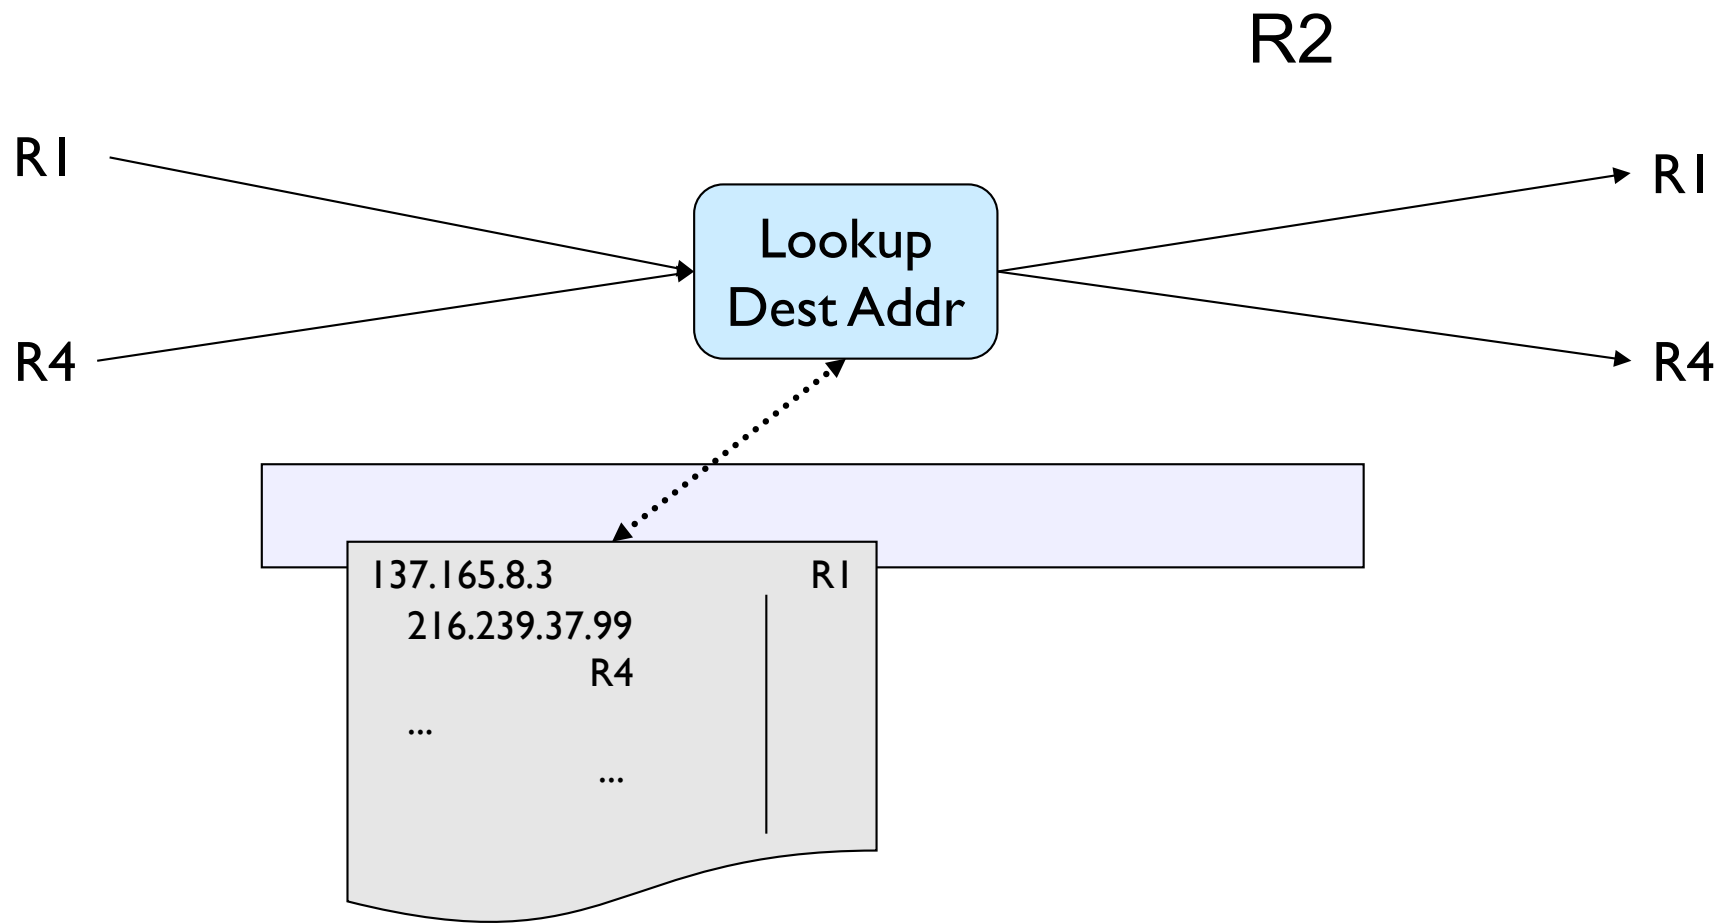 R2
R1
R1
Lookup
Dest Addr
R4
R4
137.165.8.3 R1
216.239.37.99
R4
...
...